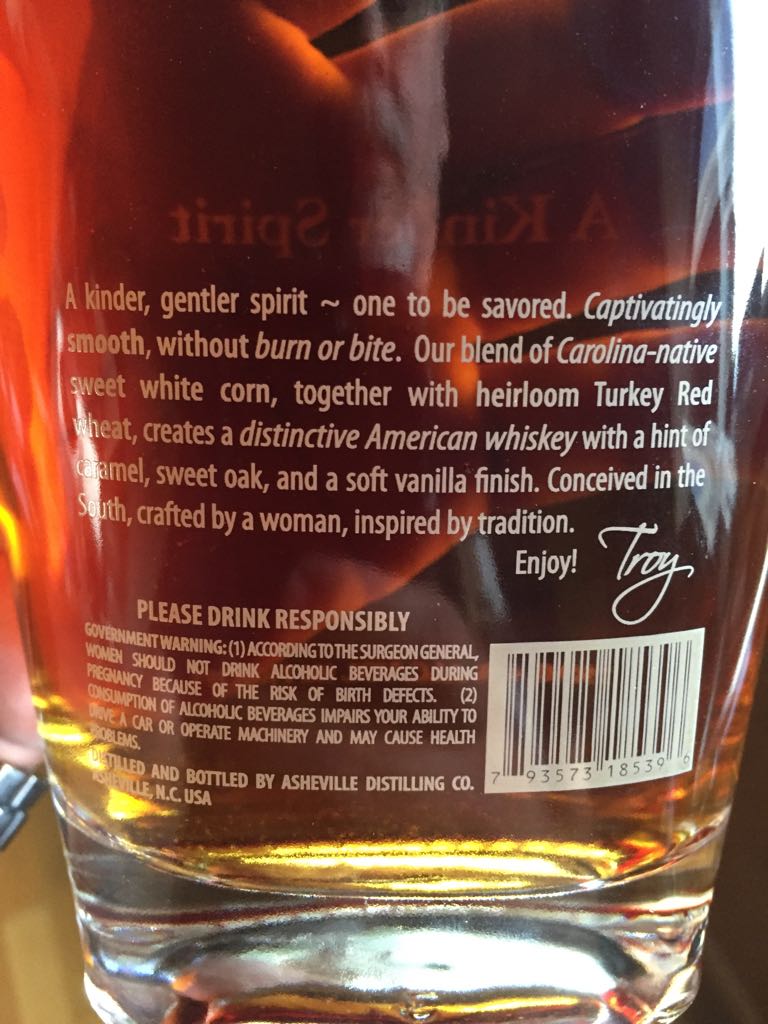 A Kinder Spirit
A kinder, gentler spirit ~ one to be savored. Captivatingly
smooth, without burn or bite. Our blend of Carolina-native
sweet white corn, together with heirloom Turkey Red
wheat, creates a distinctive American whiskey with a hint of
caramel, sweet oak, and a soft vanilla finish. Conceived in the
South, crafted by a woman, inspired by tradition.
Enjoy! Troy
PLEASE DRINK RESPONSIBLY
GOVERNMENT WARNING: (1) ACCORDING TO THE SURGEON GENERAL,
WOMEN SHOULD NOT DRINK ALCOHOLIC BEVERAGES DURING
PREGNANCY BECAUSE OF THE RISK OF BIRTH DEFECTS. (2)
CONSUMPTION OF ALCOHOLIC BEVERAGES IMPAIRS YOUR ABILITY TO
DRIVE A CAR OR OPERATE MACHINERY AND MAY CAUSE HEALTH
PROBLEMS.
DISTILLED AND BOTTLED BY ASHEVILLE DISTILLING CO.
ASHEVILLE, N.C. USA
7 93573 18539 6